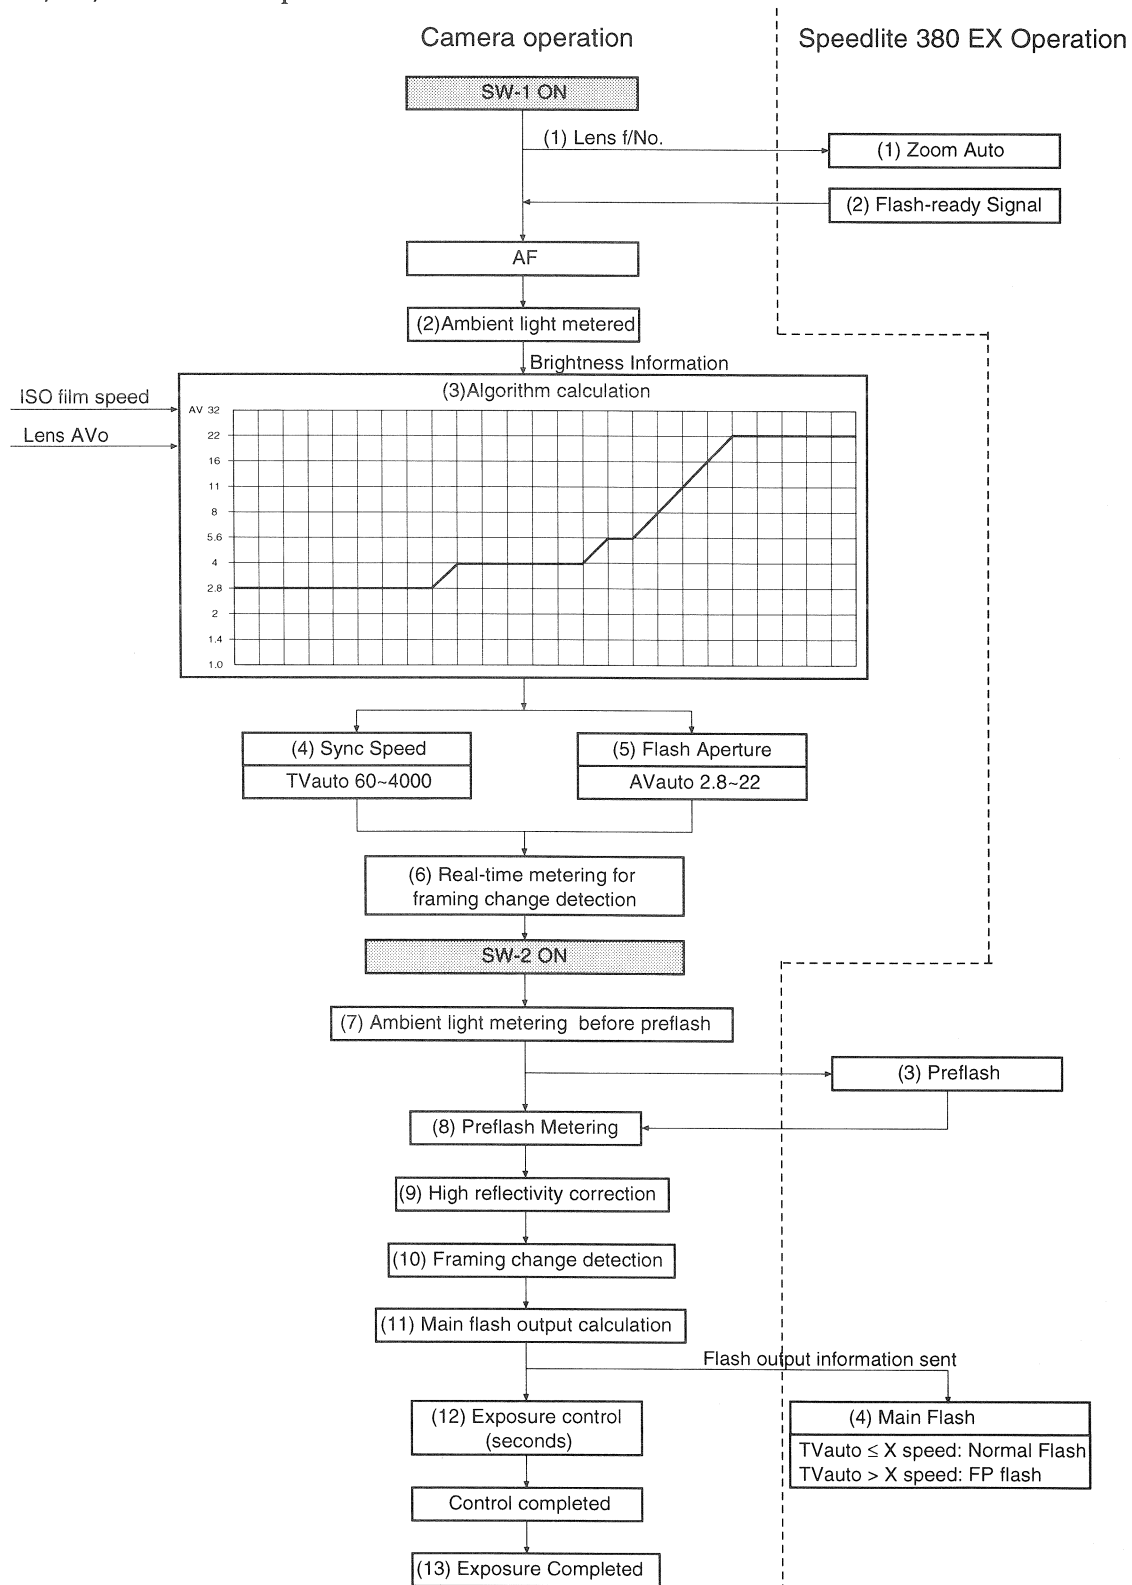 Camera operation
Speedlite 380 EX Operation
SW-1 ON
(1) Lens f/No.
(1) Zoom Auto
(2) Flash-ready Signal
AF
(2)Ambient light metered
Brightness Information
ISO film speed
Lens AVo
(3)Algorithm calculation
AV 32
22
16
11
8
5.6
4
2.8
2
1.4
1.0
(4) Sync Speed
TVauto 60~4000
(5) Flash Aperture
AVauto 2.8~22
(6) Real-time metering for
framing change detection
SW-2 ON
(7) Ambient light metering before preflash
(3) Preflash
(8) Preflash Metering
(9) High reflectivity correction
(10) Framing change detection
(11) Main flash output calculation
Flash output information sent
(12) Exposure control
(seconds)
(4) Main Flash
TVauto ≤ X speed: Normal Flash
TVauto > X speed: FP flash
Control completed
(13) Exposure Completed